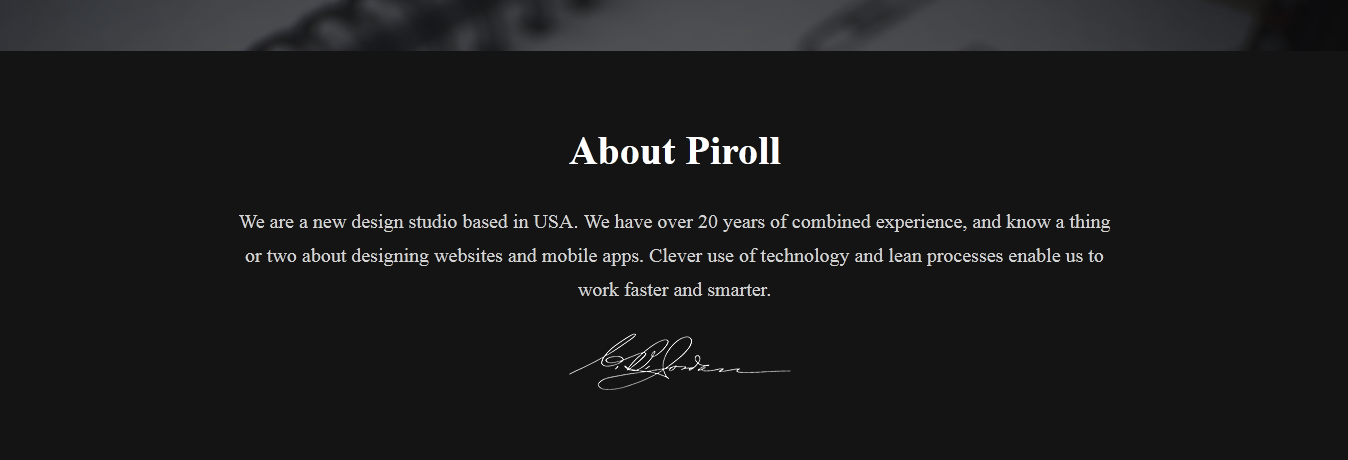 About Piroll
We are a new design studio based in USA. We have over 20 years of combined experience, and know a thing
or two about designing websites and mobile apps. Clever use of technology and lean processes enable us to
work faster and smarter.